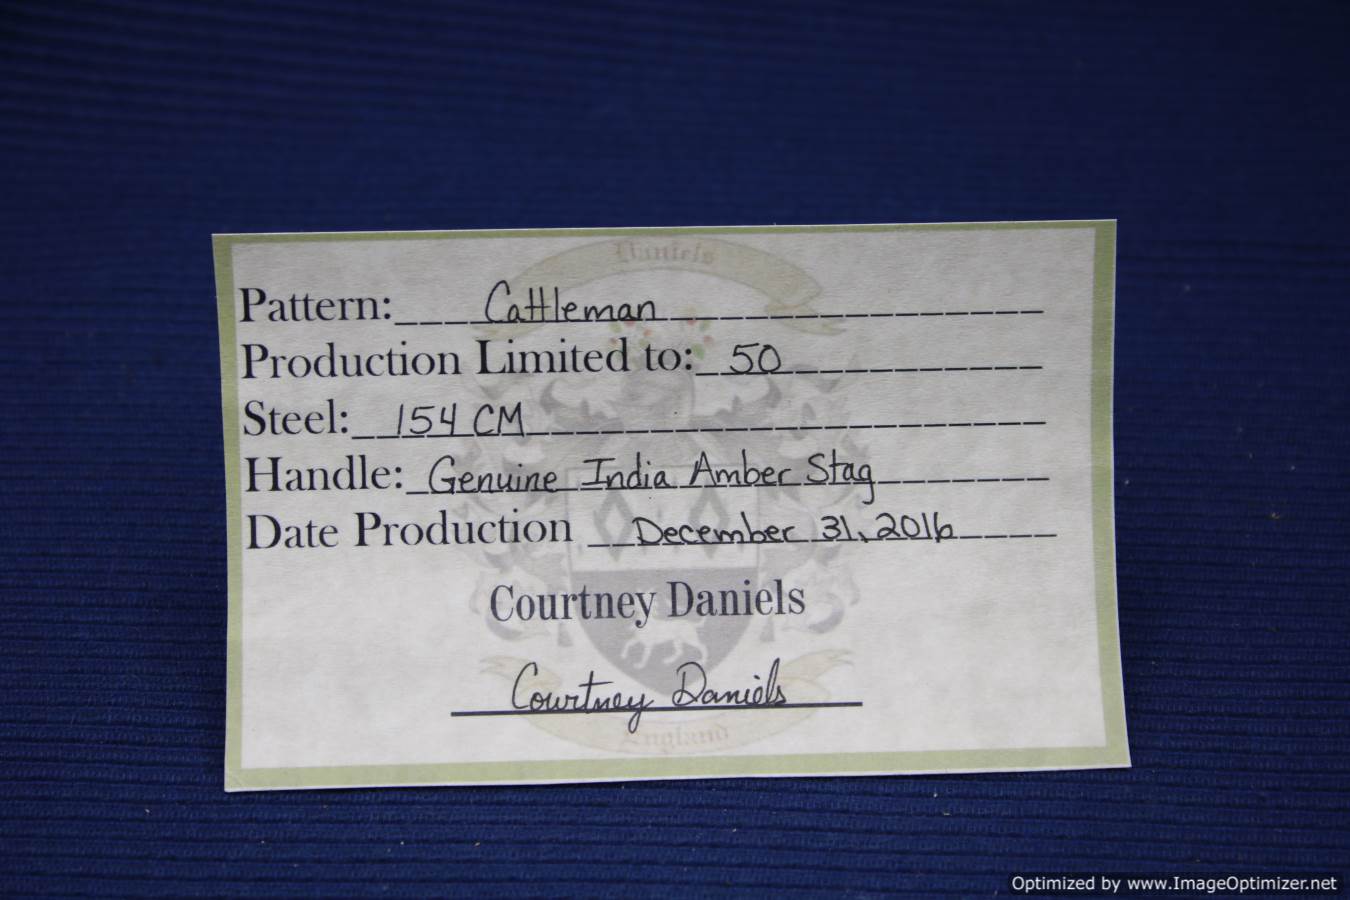 Daniels
Pattern: Cattleman
Production Limited to: 50
Steel: 154 CM
Handle: Genuine India Amber Stag
Date Production December 31, 2016
Courtney Daniels
Courtney Daniels
England
Optimized by www.ImageOptimizer.net